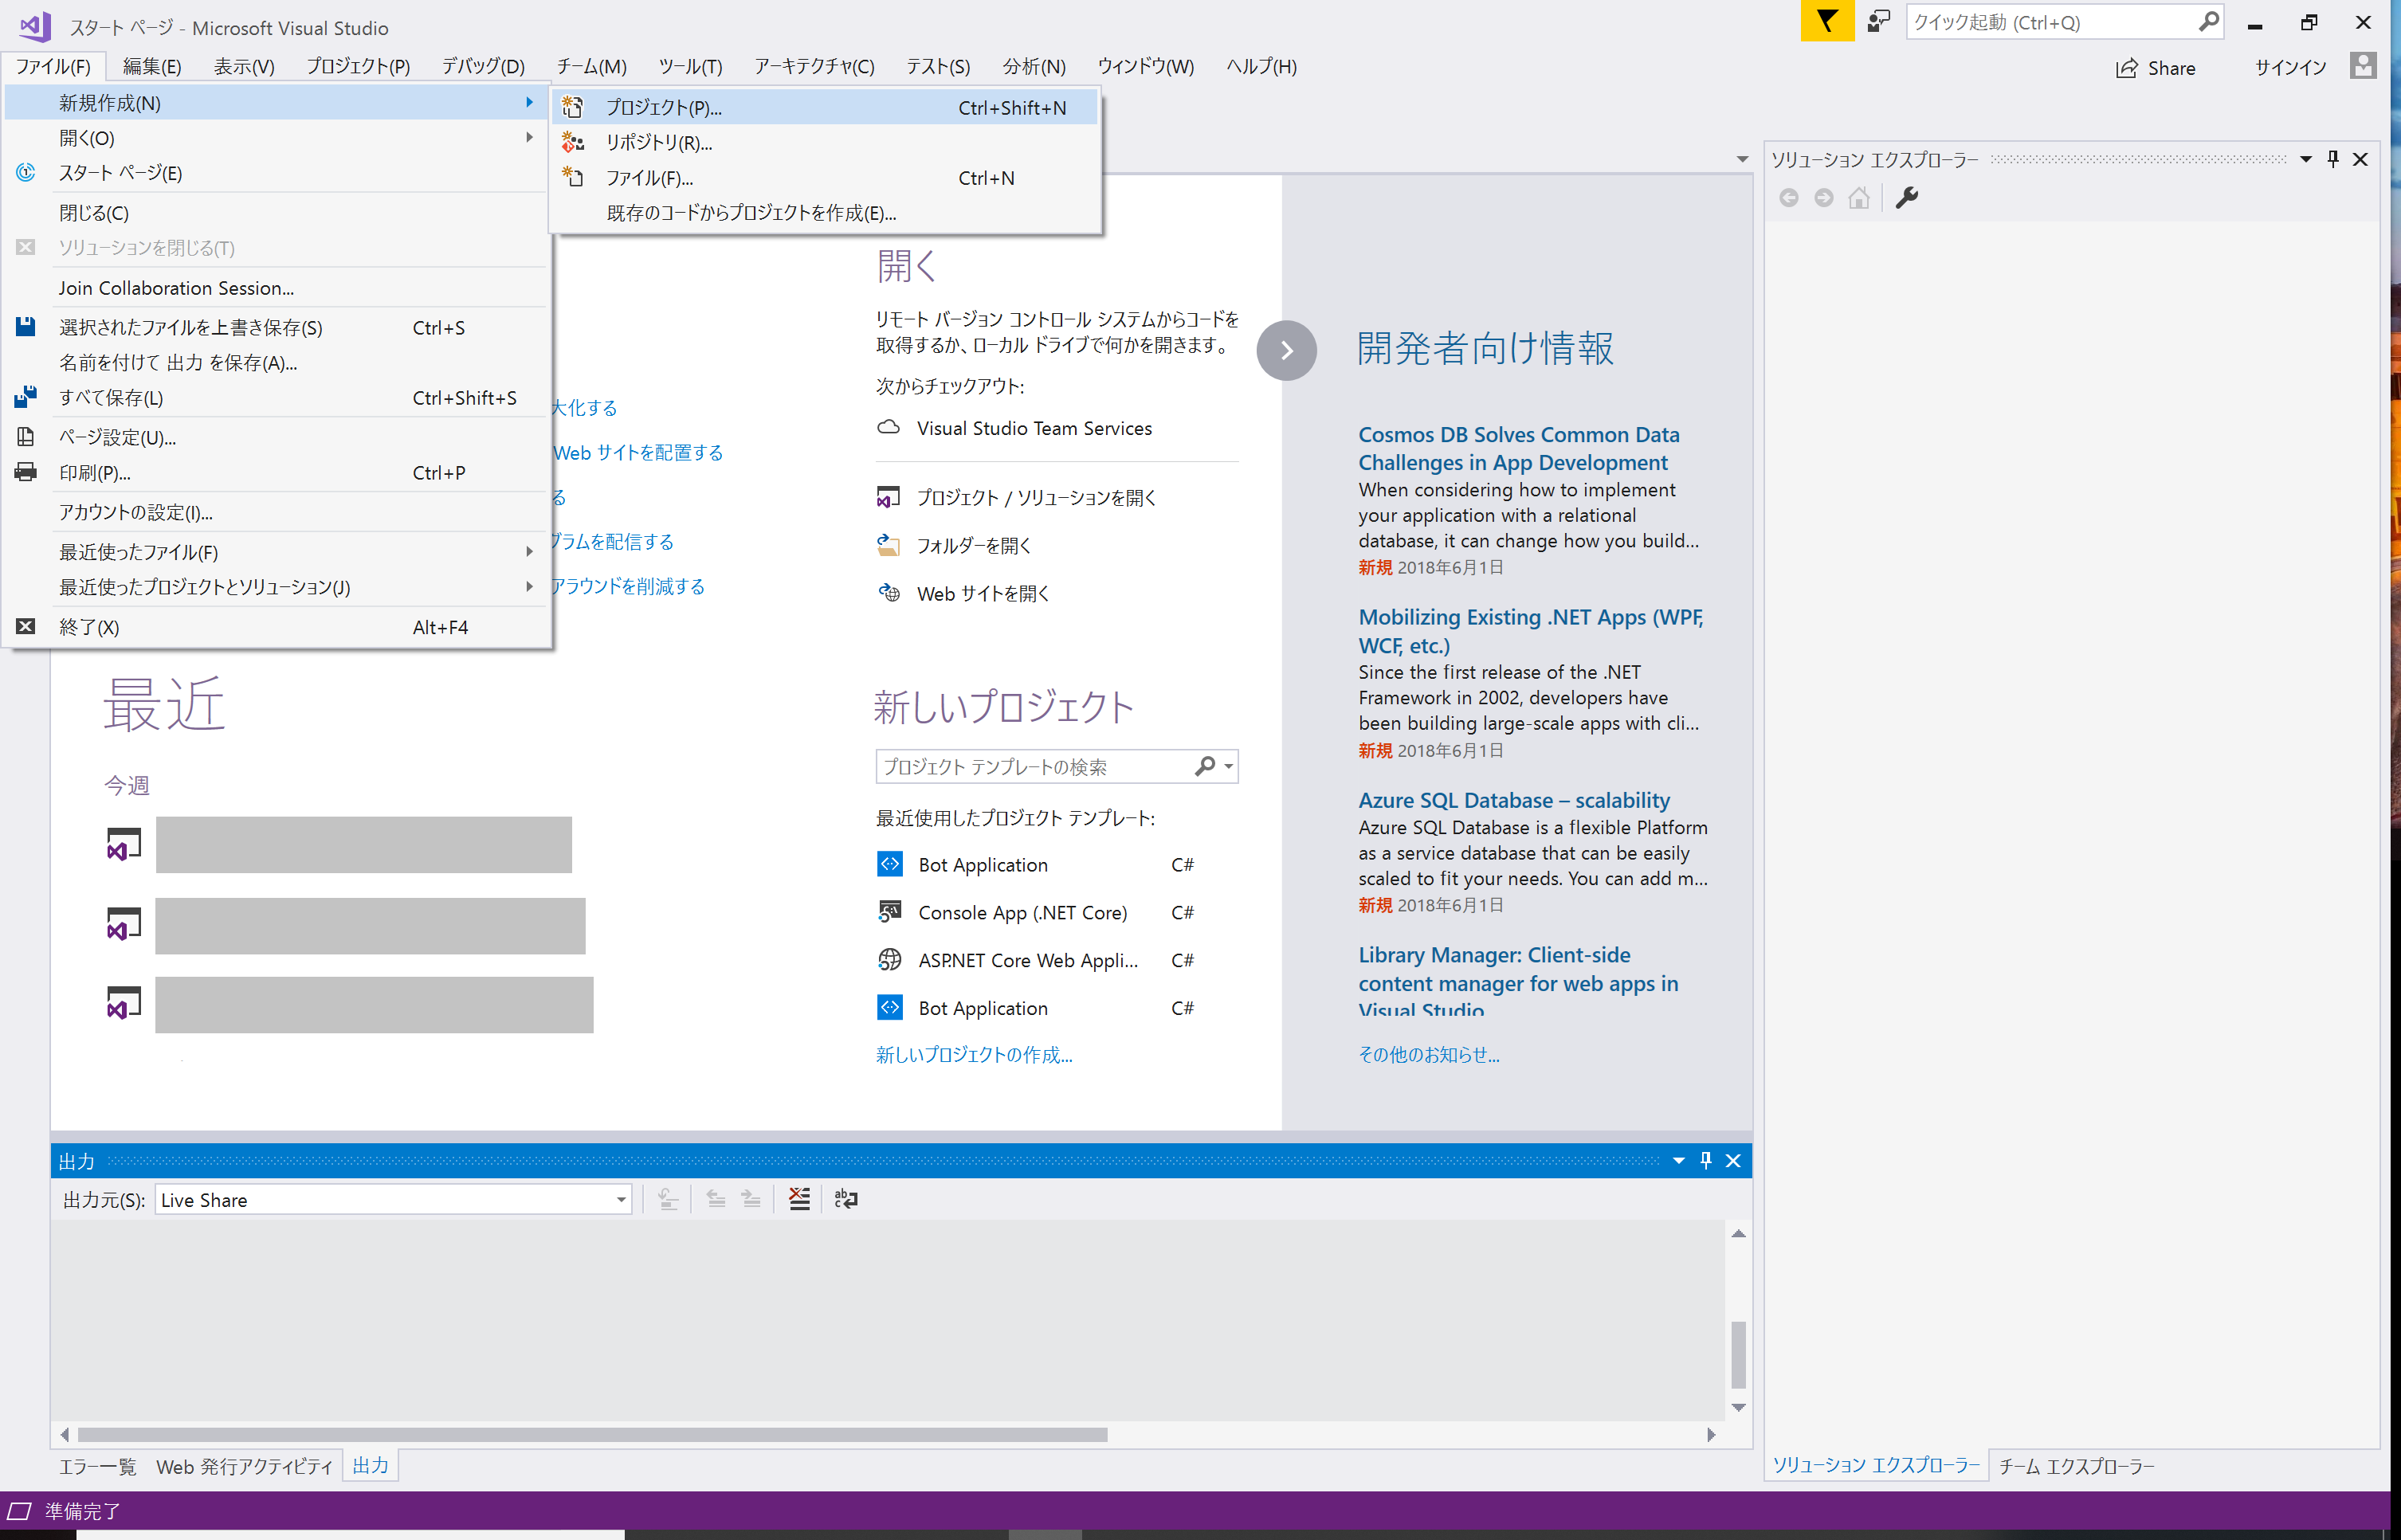 スタート ページ - Microsoft Visual Studio
クイック起動 (Ctrl+Q)
ファイル(F) 編集(E) 表示(V) プロジェクト(P) デバッグ(D) チーム(M) ツール(T) アーキテクチャ(C) テスト(S) 分析(N) ウィンドウ(W) ヘルプ(H)
Share サインイン
新規作成(N)
開く(O)
スタート ページ(E)
閉じる(C)
ソリューションを閉じる(T)
Join Collaboration Session...
選択されたファイルを上書き保存(S) Ctrl+S
名前を付けて 出力 を保存(A)...
すべて保存(L) Ctrl+Shift+S
ページ設定(U)...
印刷(P)... Ctrl+P
アカウントの設定(I)...
最近使ったファイル(F)
最近使ったプロジェクトとソリューション(J)
終了(X) Alt+F4
プロジェクト(P)... Ctrl+Shift+N
リポジトリ(R)...
ファイル(F)... Ctrl+N
既存のコードからプロジェクトを作成(E)...
大化する
Web サイトを配置する
る
グラムを配信する
アラウンドを削減する
最近
今週
開く
リモート バージョン コントロール システムからコードを
取得するか、ローカル ドライブで何かを開きます。
次からチェックアウト:
Visual Studio Team Services
プロジェクト / ソリューションを開く
フォルダーを開く
Web サイトを開く
新しいプロジェクト
プロジェクト テンプレートの検索
最近使用したプロジェクト テンプレート:
Bot Application C#
Console App (.NET Core) C#
ASP.NET Core Web Appli... C#
Bot Application C#
新しいプロジェクトの作成...
開発者向け情報
Cosmos DB Solves Common Data
Challenges in App Development
When considering how to implement
your application with a relational
database, it can change how you build...
新規 2018年6月1日
Mobilizing Existing .NET Apps (WPF,
WCF, etc.)
Since the first release of the .NET
Framework in 2002, developers have
been building large-scale apps with cli...
新規 2018年6月1日
Azure SQL Database – scalability
Azure SQL Database is a flexible Platform
as a service database that can be easily
scaled to fit your needs. You can add m...
新規 2018年6月1日
Library Manager: Client-side
content manager for web apps in
Visual Studio
その他のお知らせ...
ソリューション エクスプローラー
出力
出力元(S): Live Share
エラー一覧 Web 発行アクティビティ 出力
ソリューション エクスプローラー チーム エクスプローラー
準備完了